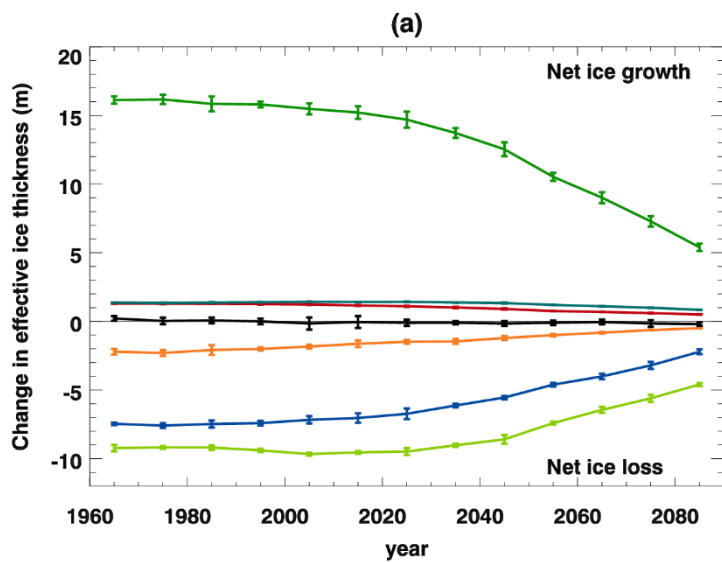 (a)
Net ice growth
Change in effective ice thickness (m)
20
15
10
5
0
-5
-10
Net ice loss
1960 1980 2000 2020 2040 2060 2080
year